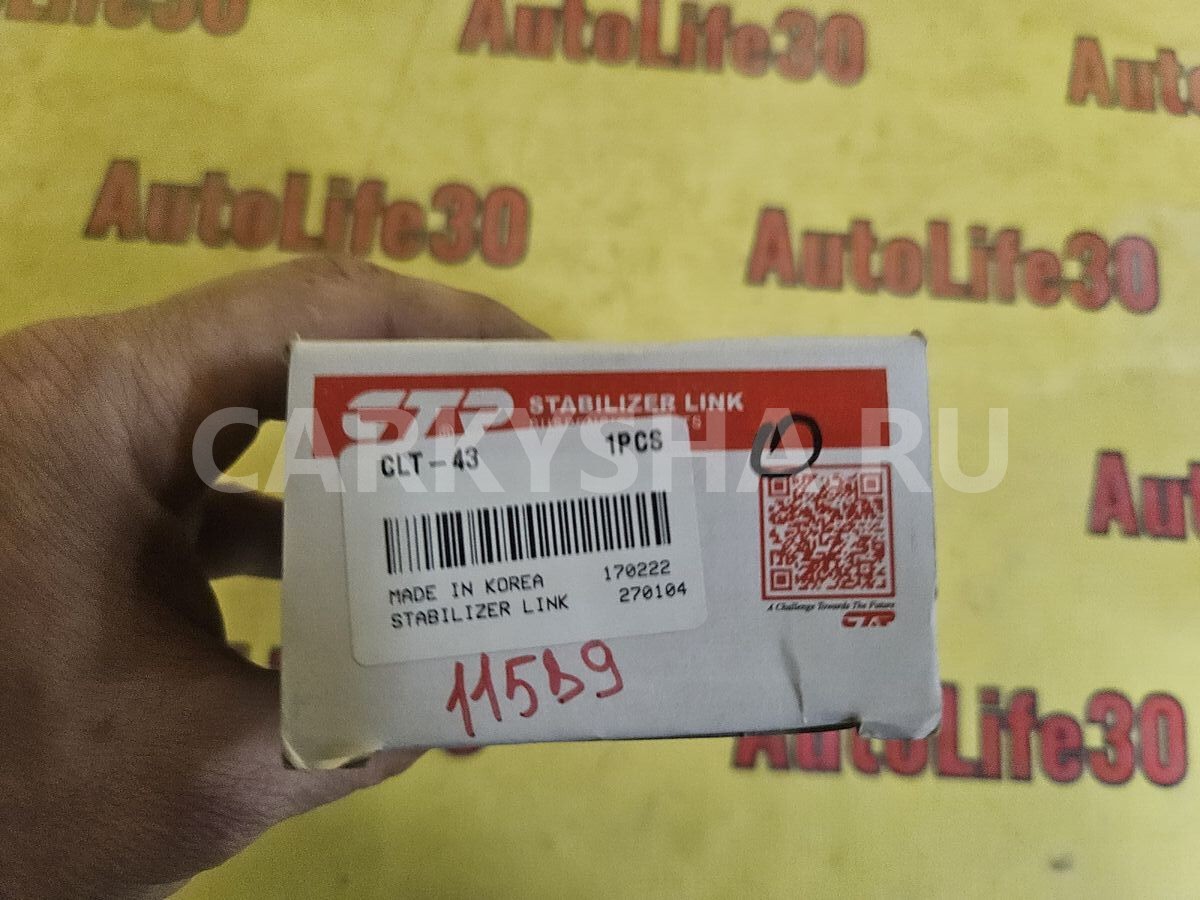 AutoLife30
Auto
AutoLife30
AutoLife30
CTR STABILIZER LINK
CLT-43 1PCS
CARKYSHA.RU
Aut
MADE IN KOREA 170222
STABILIZER LINK 270104
A Challenge Towards The Future
CTR
115B9
AutoLife30